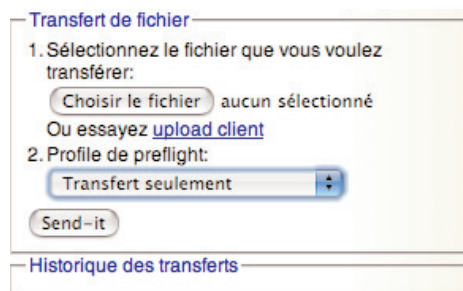 Transfert de fichier
1. Sélectionnez le fichier que vous voulez
transférer:
Choisir le fichier aucun sélectionné
Ou essayez upload client
2. Profile de preflight:
Transfert seulement
Send-it
Historique des transferts